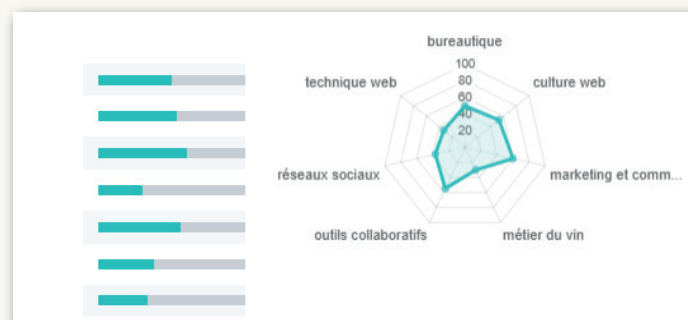 bureautique
100
80
technique web
culture web
60
40
20
réseaux sociaux
marketing et comm...
outils collaboratifs
métier du vin